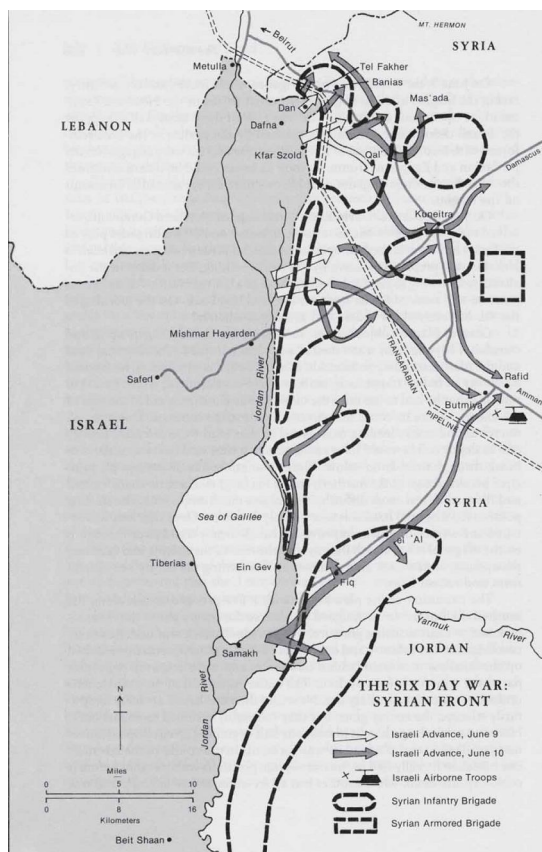 MT. HERMON
Beirut
SYRIA
Metulla
Tel Fakher
Banias
Mas'ada
Dan
Dafna
LEBANON
Kfar Szold
Qal'
Damascus
Kuneitra
Mishmar Hayarden
TRANSARABIAN
PIPELINE
Safed
Jordan River
Rafid
Amman
Butmiya
ISRAEL
SYRIA
Sea of Galilee
el 'Al
Tiberias
Ein Gev
Fiq
Yarmuk River
Samakh
JORDAN
THE SIX DAY WAR:
SYRIAN FRONT
Jordan River
N
Israeli Advance, June 9
Israeli Advance, June 10
Israeli Airborne Troops
Syrian Infantry Brigade
Syrian Armored Brigade
Miles
0 5 10
0 8 16
Kilometers
Beit Shaan